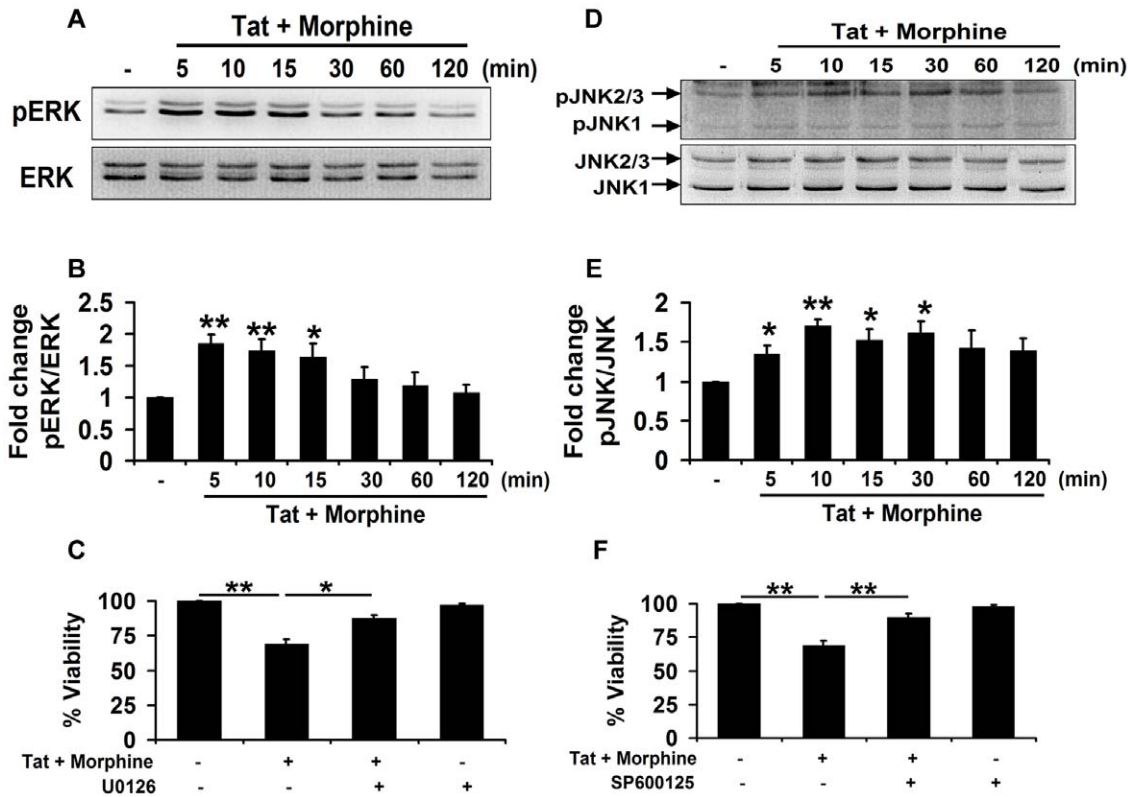 A
Tat + Morphine
- 5 10 15 30 60 120 (min)
pERK
ERK
B
Fold change
pERK/ERK
2.5
2
1.5
1
0.5
0
** ** *
- 5 10 15 30 60 120 (min)
Tat + Morphine
C
% Viability
100
75
50
25
0
** *
Tat + Morphine - + + -
U0126 - - + +
D
Tat + Morphine
- 5 10 15 30 60 120 (min)
pJNK2/3
pJNK1
JNK2/3
JNK1
E
Fold change
pJNK/JNK
2
1.5
1
0.5
0
* ** * *
- 5 10 15 30 60 120 (min)
Tat + Morphine
F
% Viability
100
75
50
25
0
** **
Tat + Morphine - + + -
SP600125 - - + +